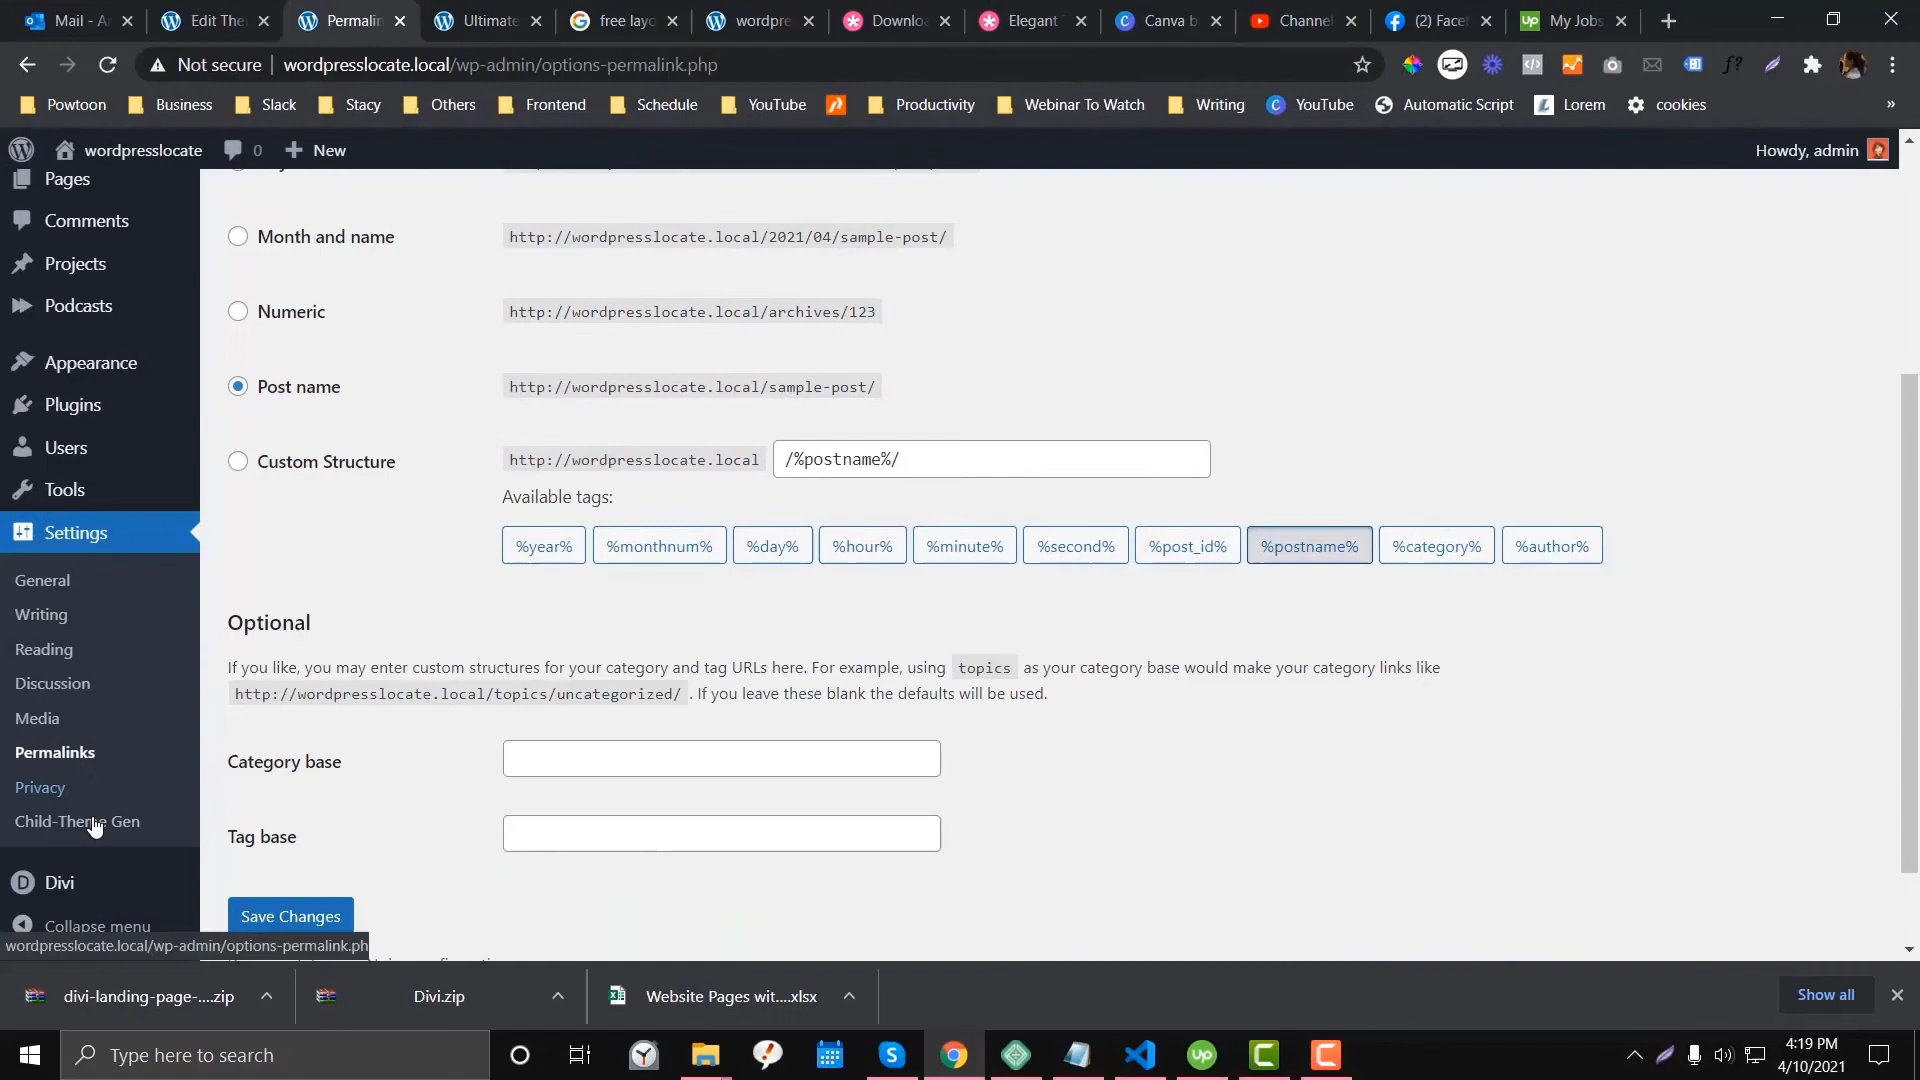 Mail - A
Edit The
Permalin
Ultimate
free layo
wordpre
Downlo
Elegant
Canva b
Channe
(2) Face
My Jobs
Not secure
wordpresslocate.local/wp-admin/options-permalink.php
Powtoon
Business
Slack
Stacy
Others
Frontend
Schedule
YouTube
Productivity
Webinar To Watch
Writing
YouTube
Automatic Script
Lorem
cookies
»
wordpresslocate
0
New
Howdy, admin
Pages
Comments
Projects
Podcasts
Appearance
Plugins
Users
Tools
Settings
General
Writing
Reading
Discussion
Media
Permalinks
Privacy
Child-Theme Gen
Divi
Collapse menu
Month and name
http://wordpresslocate.local/2021/04/sample-post/
Numeric
http://wordpresslocate.local/archives/123
Post name
http://wordpresslocate.local/sample-post/
Custom Structure
http://wordpresslocate.local
/%postname%/
Available tags:
%year%
%monthnum%
%day%
%hour%
%minute%
%second%
%post_id%
%postname%
%category%
%author%
Optional
If you like, you may enter custom structures for your category and tag URLs here. For example, using topics as your category base would make your category links like
http://wordpresslocate.local/topics/uncategorized/ . If you leave these blank the defaults will be used.
Category base
Tag base
Save Changes
wordpresslocate.local/wp-admin/options-permalink.ph
divi-landing-page-....zip
Divi.zip
Website Pages wit....xlsx
Show all
Type here to search
4:19 PM
4/10/2021